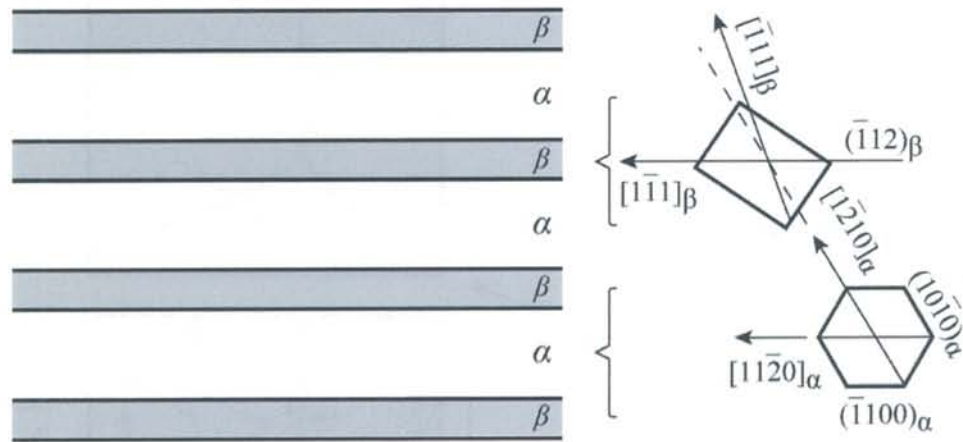 β
α
β
α
β
α
β
[1̄11]β
(1̄12)β
[11̄1]β
[12̄10]α
(101̄0)α
[112̄0]α
(1̄100)α